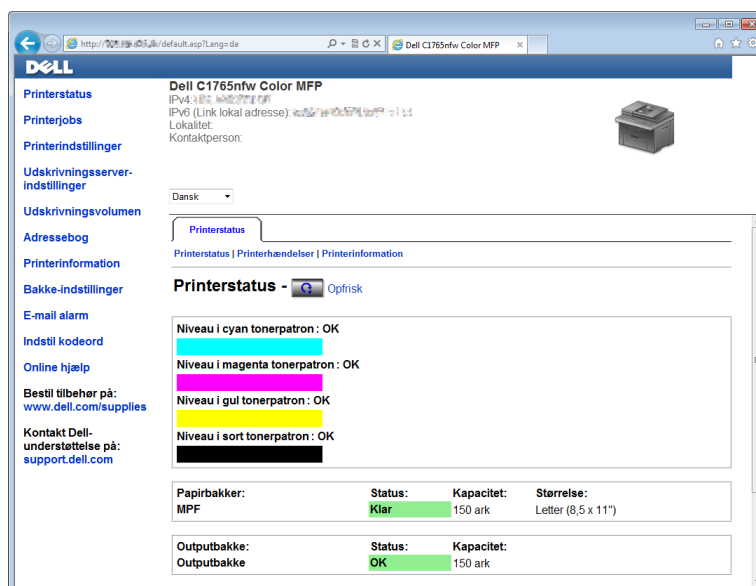 http:// /default.asp?Lang=da
Dell C1765nfw Color MFP
DELL
Printerstatus
Printerjobs
Printerindstillinger
Udskrivningsserver-
indstillinger
Udskrivningsvolumen
Adressebog
Printerinformation
Bakke-indstillinger
E-mail alarm
Indstil kodeord
Online hjælp
Bestil tilbehør på:
www.dell.com/supplies
Kontakt Dell-
understøttelse på:
support.dell.com
Dell C1765nfw Color MFP
IPv4:
IPv6 (Link lokal adresse):
Lokalitet:
Kontaktperson:
Dansk
Printerstatus
Printerstatus | Printerhændelser | Printerinformation
Printerstatus - Opfrisk
Niveau i cyan tonerpatron : OK
Niveau i magenta tonerpatron : OK
Niveau i gul tonerpatron : OK
Niveau i sort tonerpatron : OK
Papirbakker: Status: Kapacitet: Størrelse:
MPF Klar 150 ark Letter (8,5 x 11")
Outputbakke: Status: Kapacitet:
Outputbakke OK 150 ark